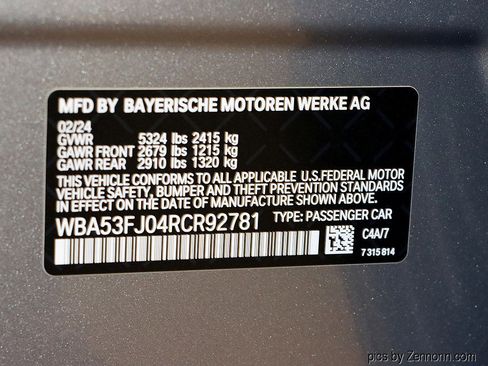 MFD BY BAYERISCHE MOTOREN WERKE AG
02/24
GVWR 5324 lbs 2415 kg
GAWR FRONT 2679 lbs 1215 kg
GAWR REAR 2910 lbs 1320 kg
THIS VEHICLE CONFORMS TO ALL APPLICABLE U.S.FEDERAL MOTOR
VEHICLE SAFETY, BUMPER AND THEFT PREVENTION STANDARDS
IN EFFECT ON THE DATE OF MANUFACTURE SHOWN ABOVE.
WBA53FJ04RCR92781 TYPE: PASSENGER CAR
C4A/7
7 315 814
pics by Zennonn.com